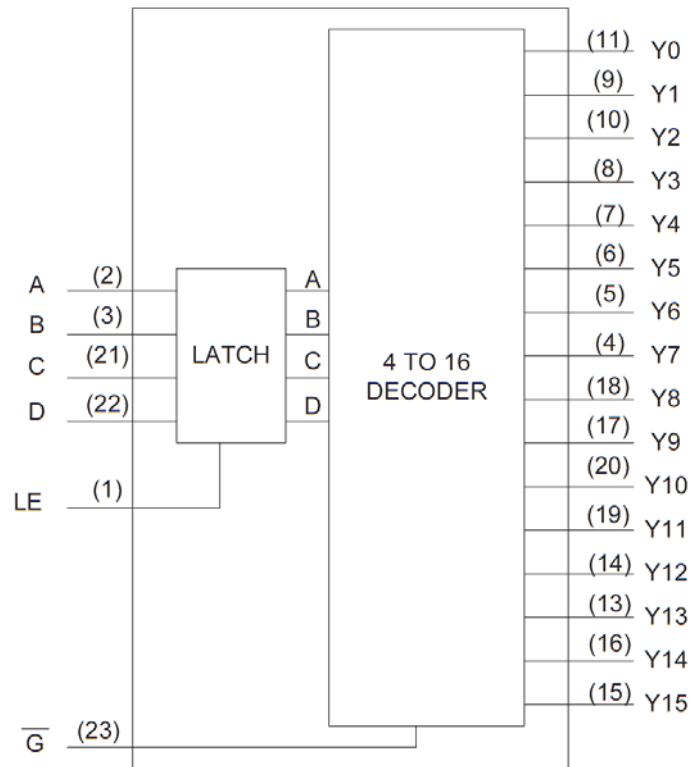 (11) Y0
(9) Y1
(10) Y2
(8) Y3
(7) Y4
(6) Y5
(5) Y6
(4) Y7
(18) Y8
(17) Y9
(20) Y10
(19) Y11
(14) Y12
(13) Y13
(16) Y14
(15) Y15
A (2) A
B (3) B
C (21) C
D (22) D
LATCH
4 TO 16
DECODER
LE (1)
G̅ (23)